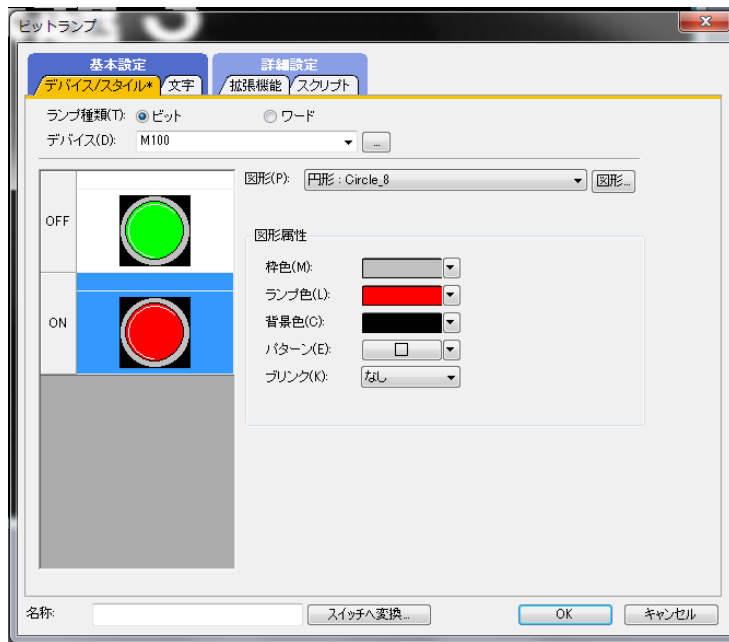 ビットランプ
基本設定
詳細設定
デバイス/スタイル*
文字
拡張機能
スクリプト
ランプ種類(T):
ビット
ワード
デバイス(D):
M100
...
図形(P):
円形 : Circle_8
図形...
OFF
図形属性
枠色(M):
ランプ色(L):
ON
背景色(C):
パターン(E):
ブリンク(K):
なし
名称:
スイッチへ変換...
OK
キャンセル